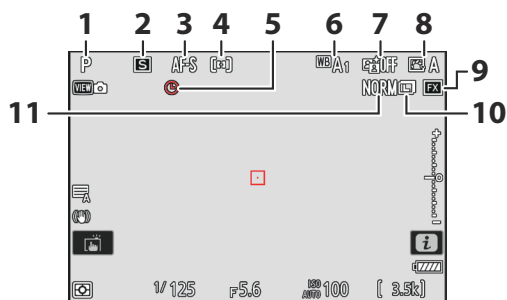 1 2 3 4 5 6 7 8
P S AF-S WB A1 OFF A 9
VIEW NORM L FX
11 10
+
o
A
−
i
1/125 F5.6 ISO AUTO 100 [ 3.5k]